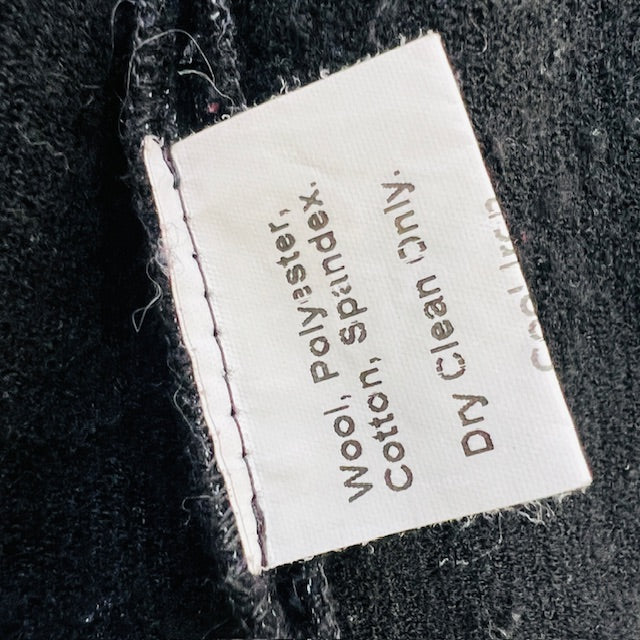 Wool, Polyester,
Cotton, Spandex.
Dry Clean Only.